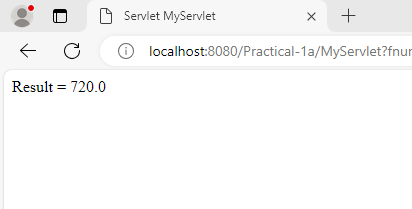 Servlet MyServlet
localhost:8080/Practical-1a/MyServlet?fnur
Result = 720.0